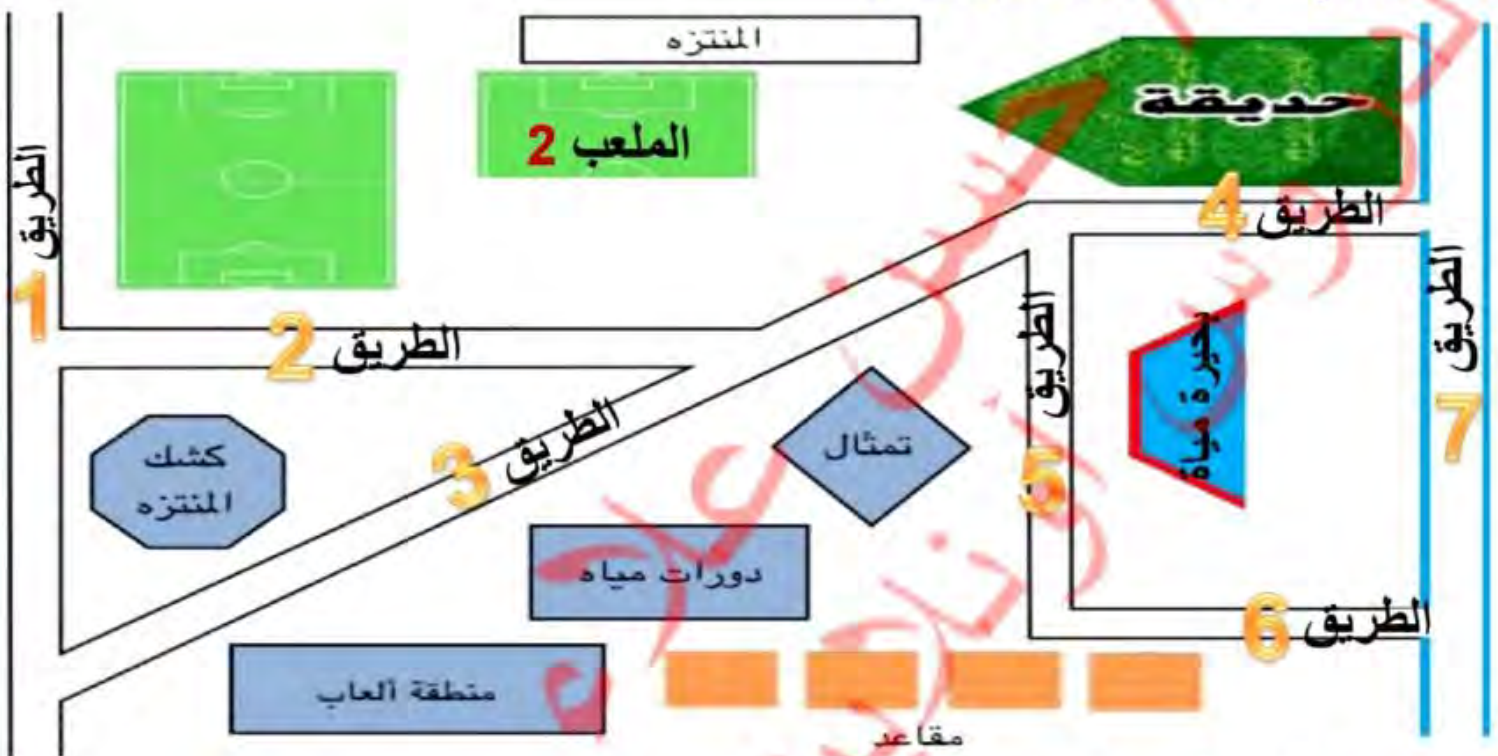 المنتزه
حديقة
الملعب 2
الطريق 1
الطريق 4
الطريق 2
الطريق 3
الطريق 5
الطريق 7
بحيرة مياة
تمثال
كشك
المنتزه
دورات مياه
الطريق 6
منطقة ألعاب
مقاعد